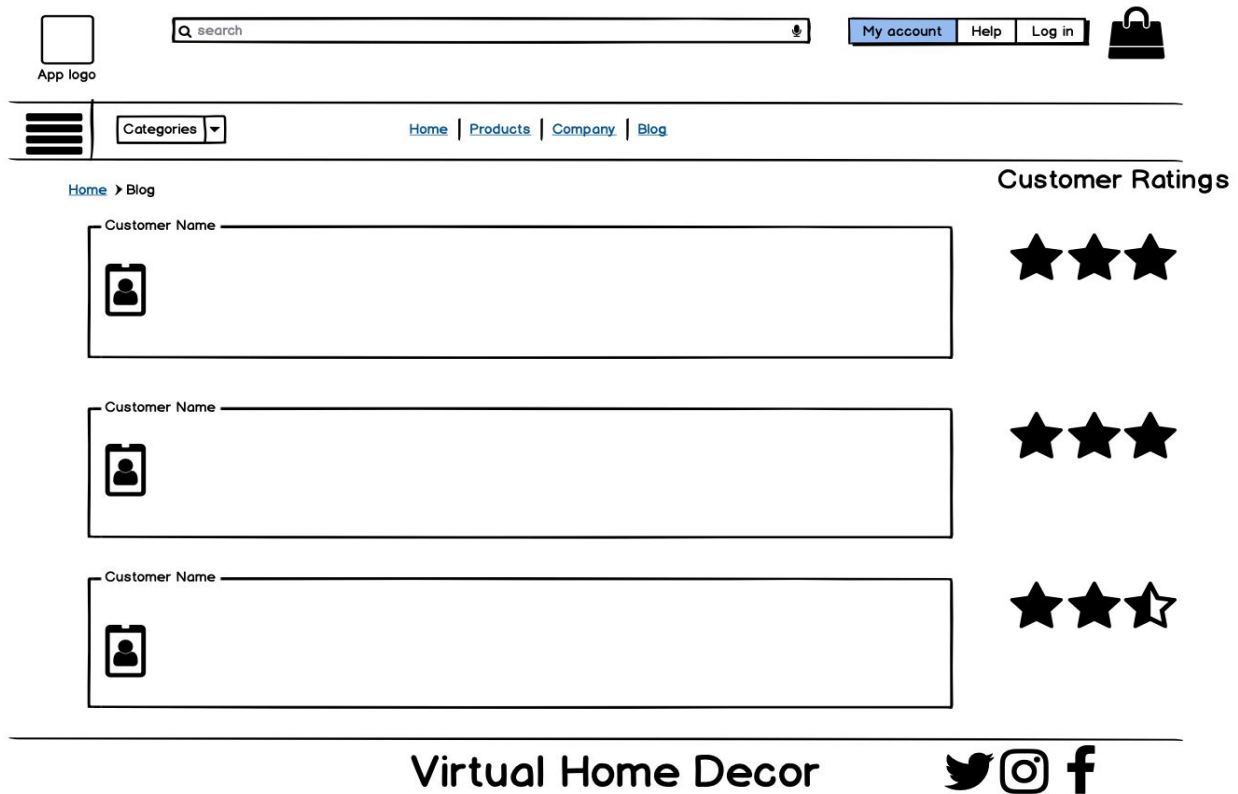 search
My account Help Log in
App logo
Categories
Home Products Company Blog
Customer Ratings
Home Blog
Customer Name
Customer Name
Customer Name
Virtual Home Decor